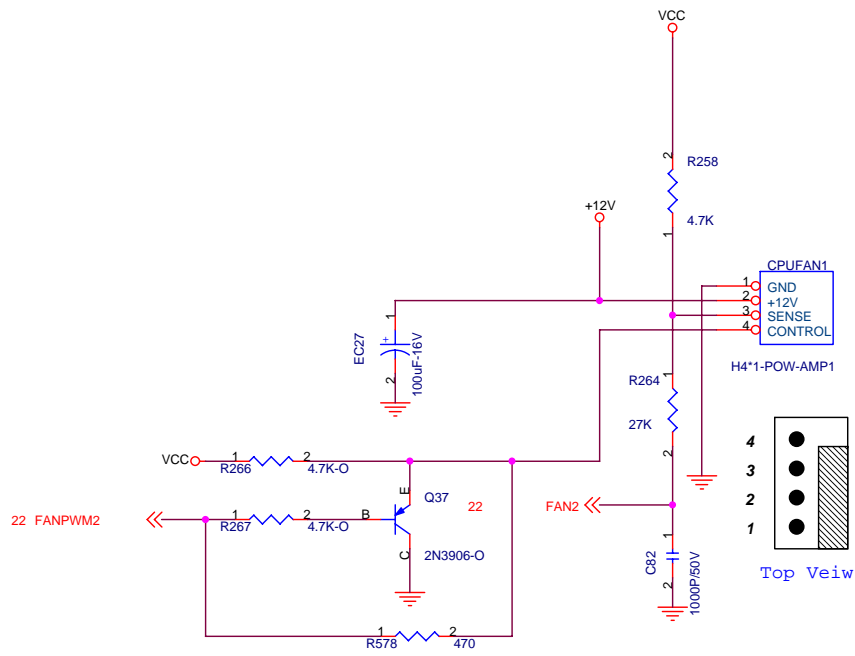 VCC
2
R258
4.7K
1
+12V
CPUFAN1
1 GND
2 +12V
3 SENSE
4 CONTROL
H4*1-POW-AMP1
1
EC27
+
100uF-16V
2
1
R264
27K
2
4
3
2
1
Top Veiw
VCC
1 2
R266 4.7K-O
E
Q37
B
C
2N3906-O
22 FANPWM2
1 2
R267 4.7K-O
22 FAN2
1
C82
1000P/50V
2
1 2
R578 470